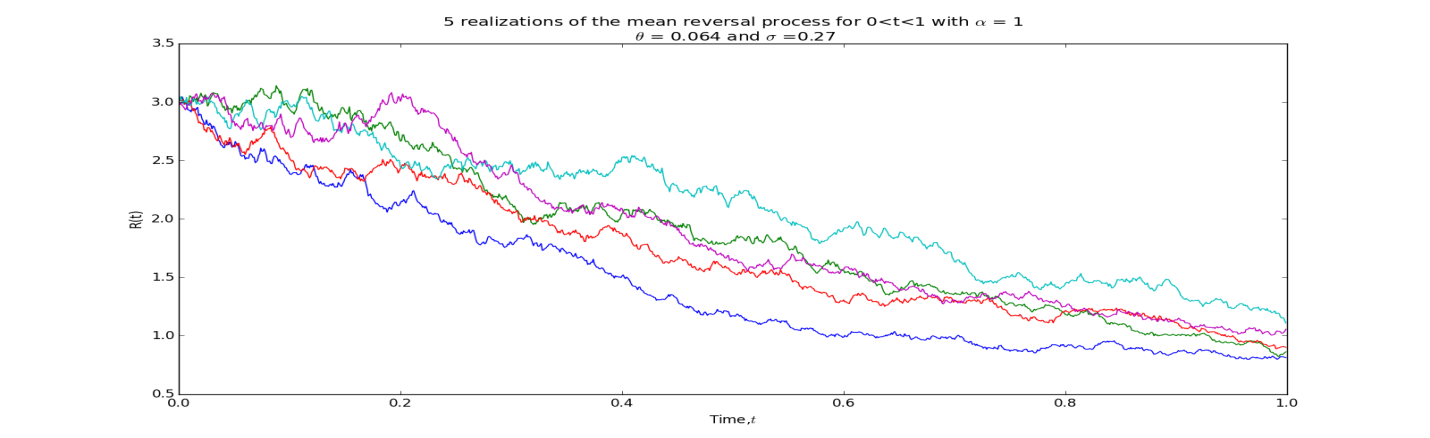 5 realizations of the mean reversal process for 0<t<1 with α = 1
θ = 0.064 and σ =0.27
3.5
3.0
2.5
2.0
1.5
1.0
0.5
R(t)
0.0 0.2 0.4 0.6 0.8 1.0
Time,t